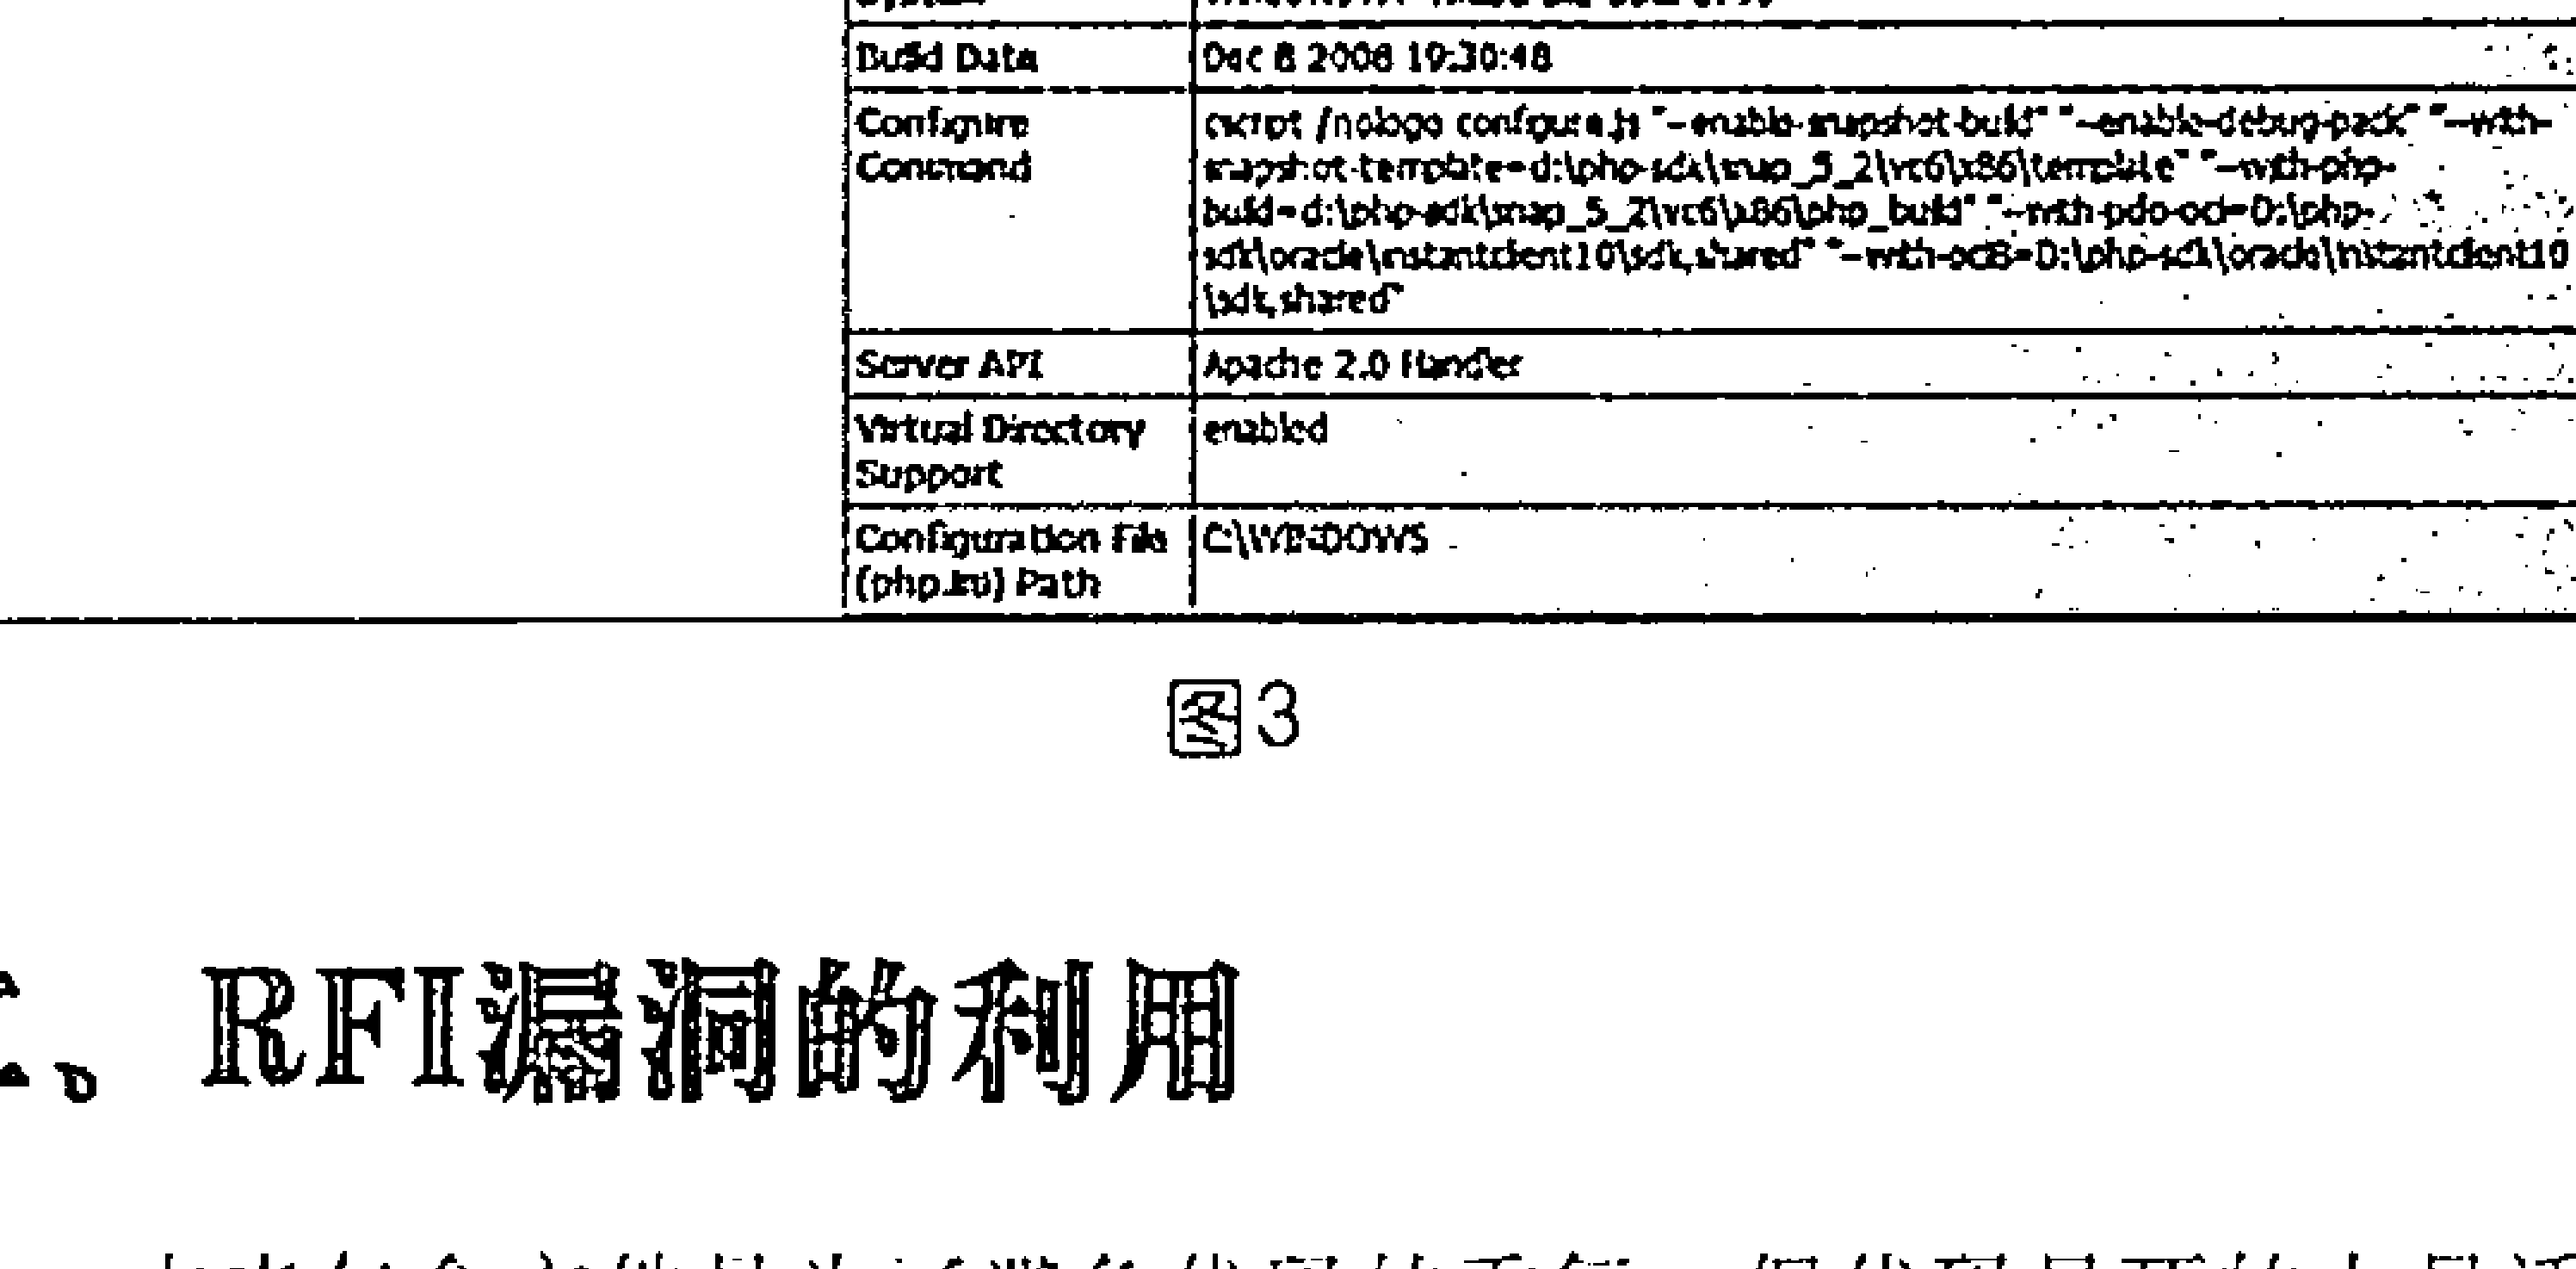 Build Date
Dec 8 2008 19:30:48
Configure
Command
cscript /nologo configure.js "--enable-snapshot-build" "--enable-debug-pack" "--with-
snapshot-template=d:\php-sdk\snap_5_2\vc6\x86\template" "--with-php-
build=d:\php-sdk\snap_5_2\vc6\x86\php_build" "--with-pdo-oci=D:\php-
sdk\oracle\instantclient10\sdk,shared" "--with-oci8=D:\php-sdk\oracle\instantclient10
\sdk,shared"
Server API
Apache 2.0 Handler
Virtual Directory
Support
enabled
Configuration File
(php.ini) Path
C:\WINDOWS
图3
、RFI漏洞的利用